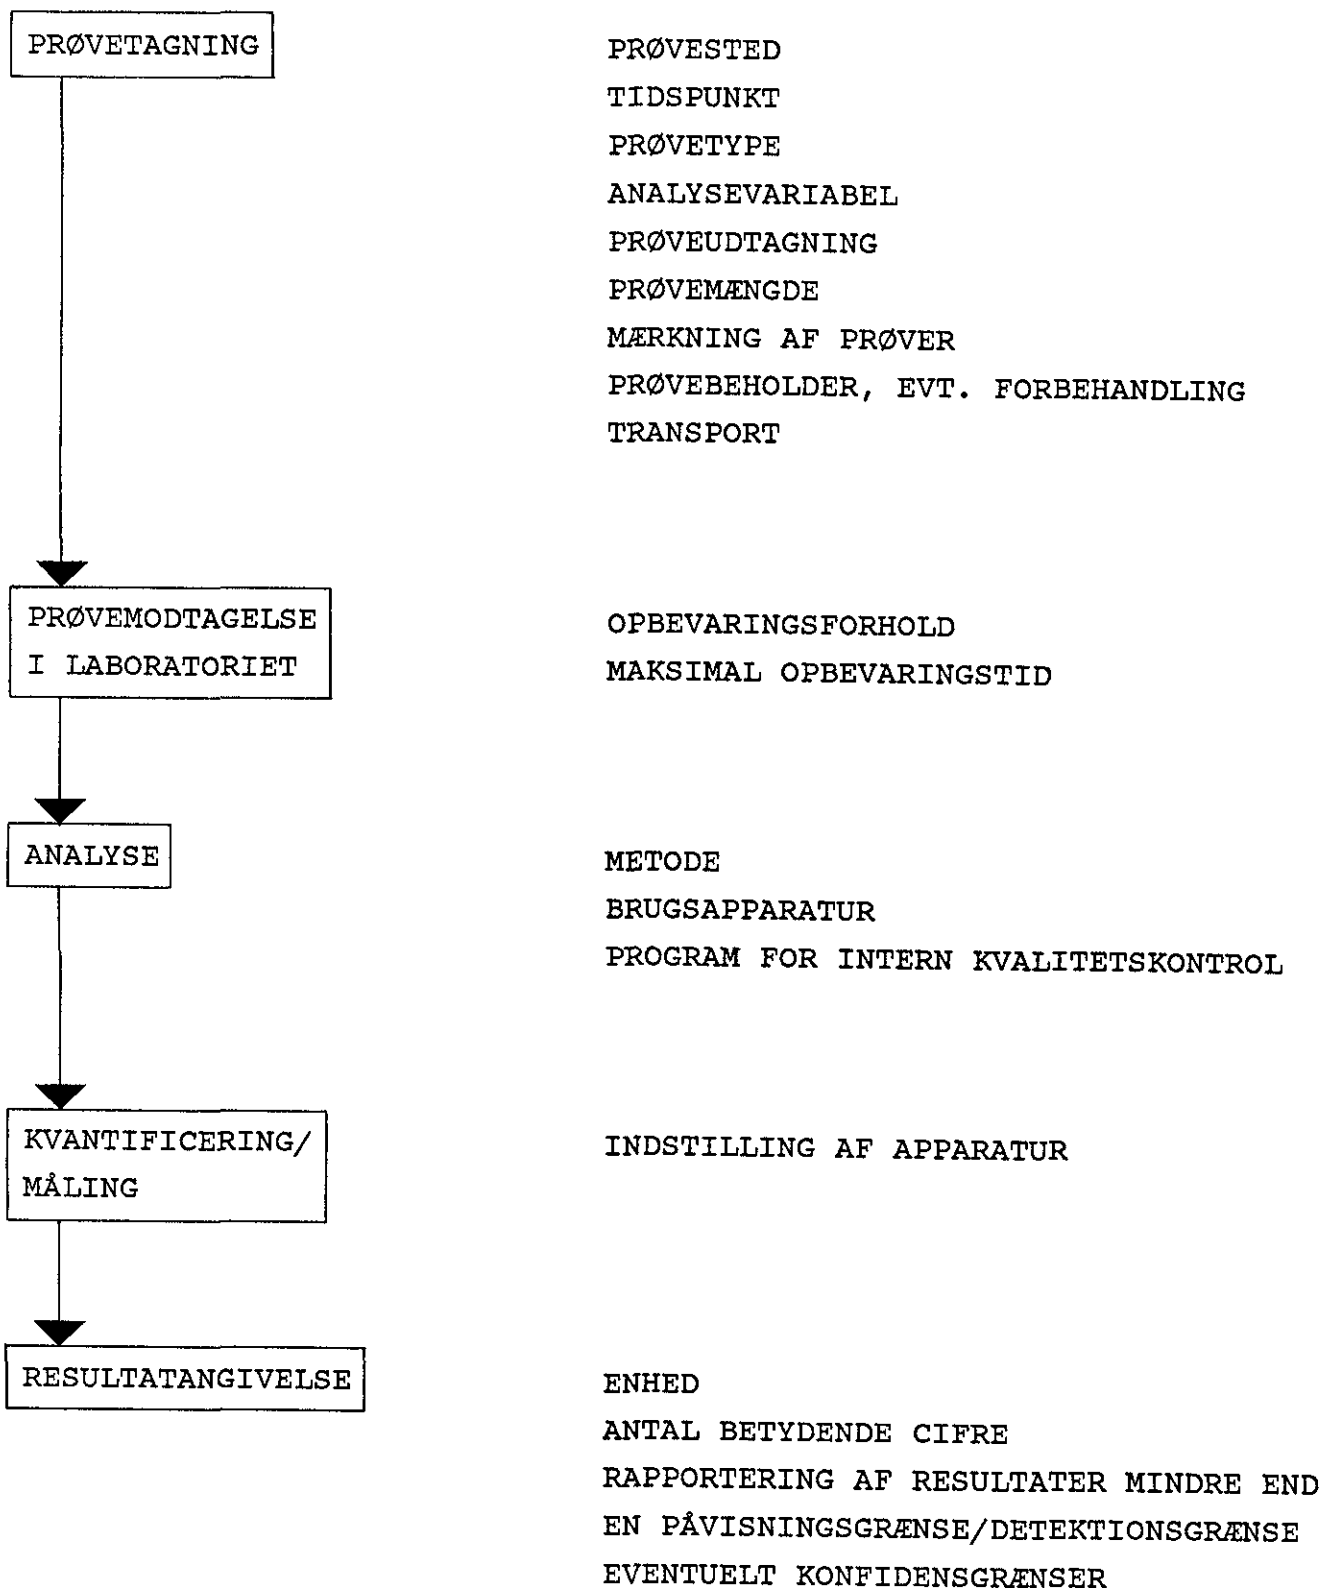 PRØVETAGNING
PRØVESTED
TIDSPUNKT
PRØVETYPE
ANALYSEVARIABEL
PRØVEUDTAGNING
PRØVEMÆNGDE
MÆRKNING AF PRØVER
PRØVEBEHOLDER, EVT. FORBEHANDLING
TRANSPORT
PRØVEMODTAGELSE
I LABORATORIET
OPBEVARINGSFORHOLD
MAKSIMAL OPBEVARINGSTID
ANALYSE
METODE
BRUGSAPPARATUR
PROGRAM FOR INTERN KVALITETSKONTROL
KVANTIFICERING/
MÅLING
INDSTILLING AF APPARATUR
RESULTATANGIVELSE
ENHED
ANTAL BETYDENDE CIFRE
RAPPORTERING AF RESULTATER MINDRE END
EN PÅVISNINGSGRÆNSE/DETEKTIONSGRÆNSE
EVENTUELT KONFIDENSGRÆNSER